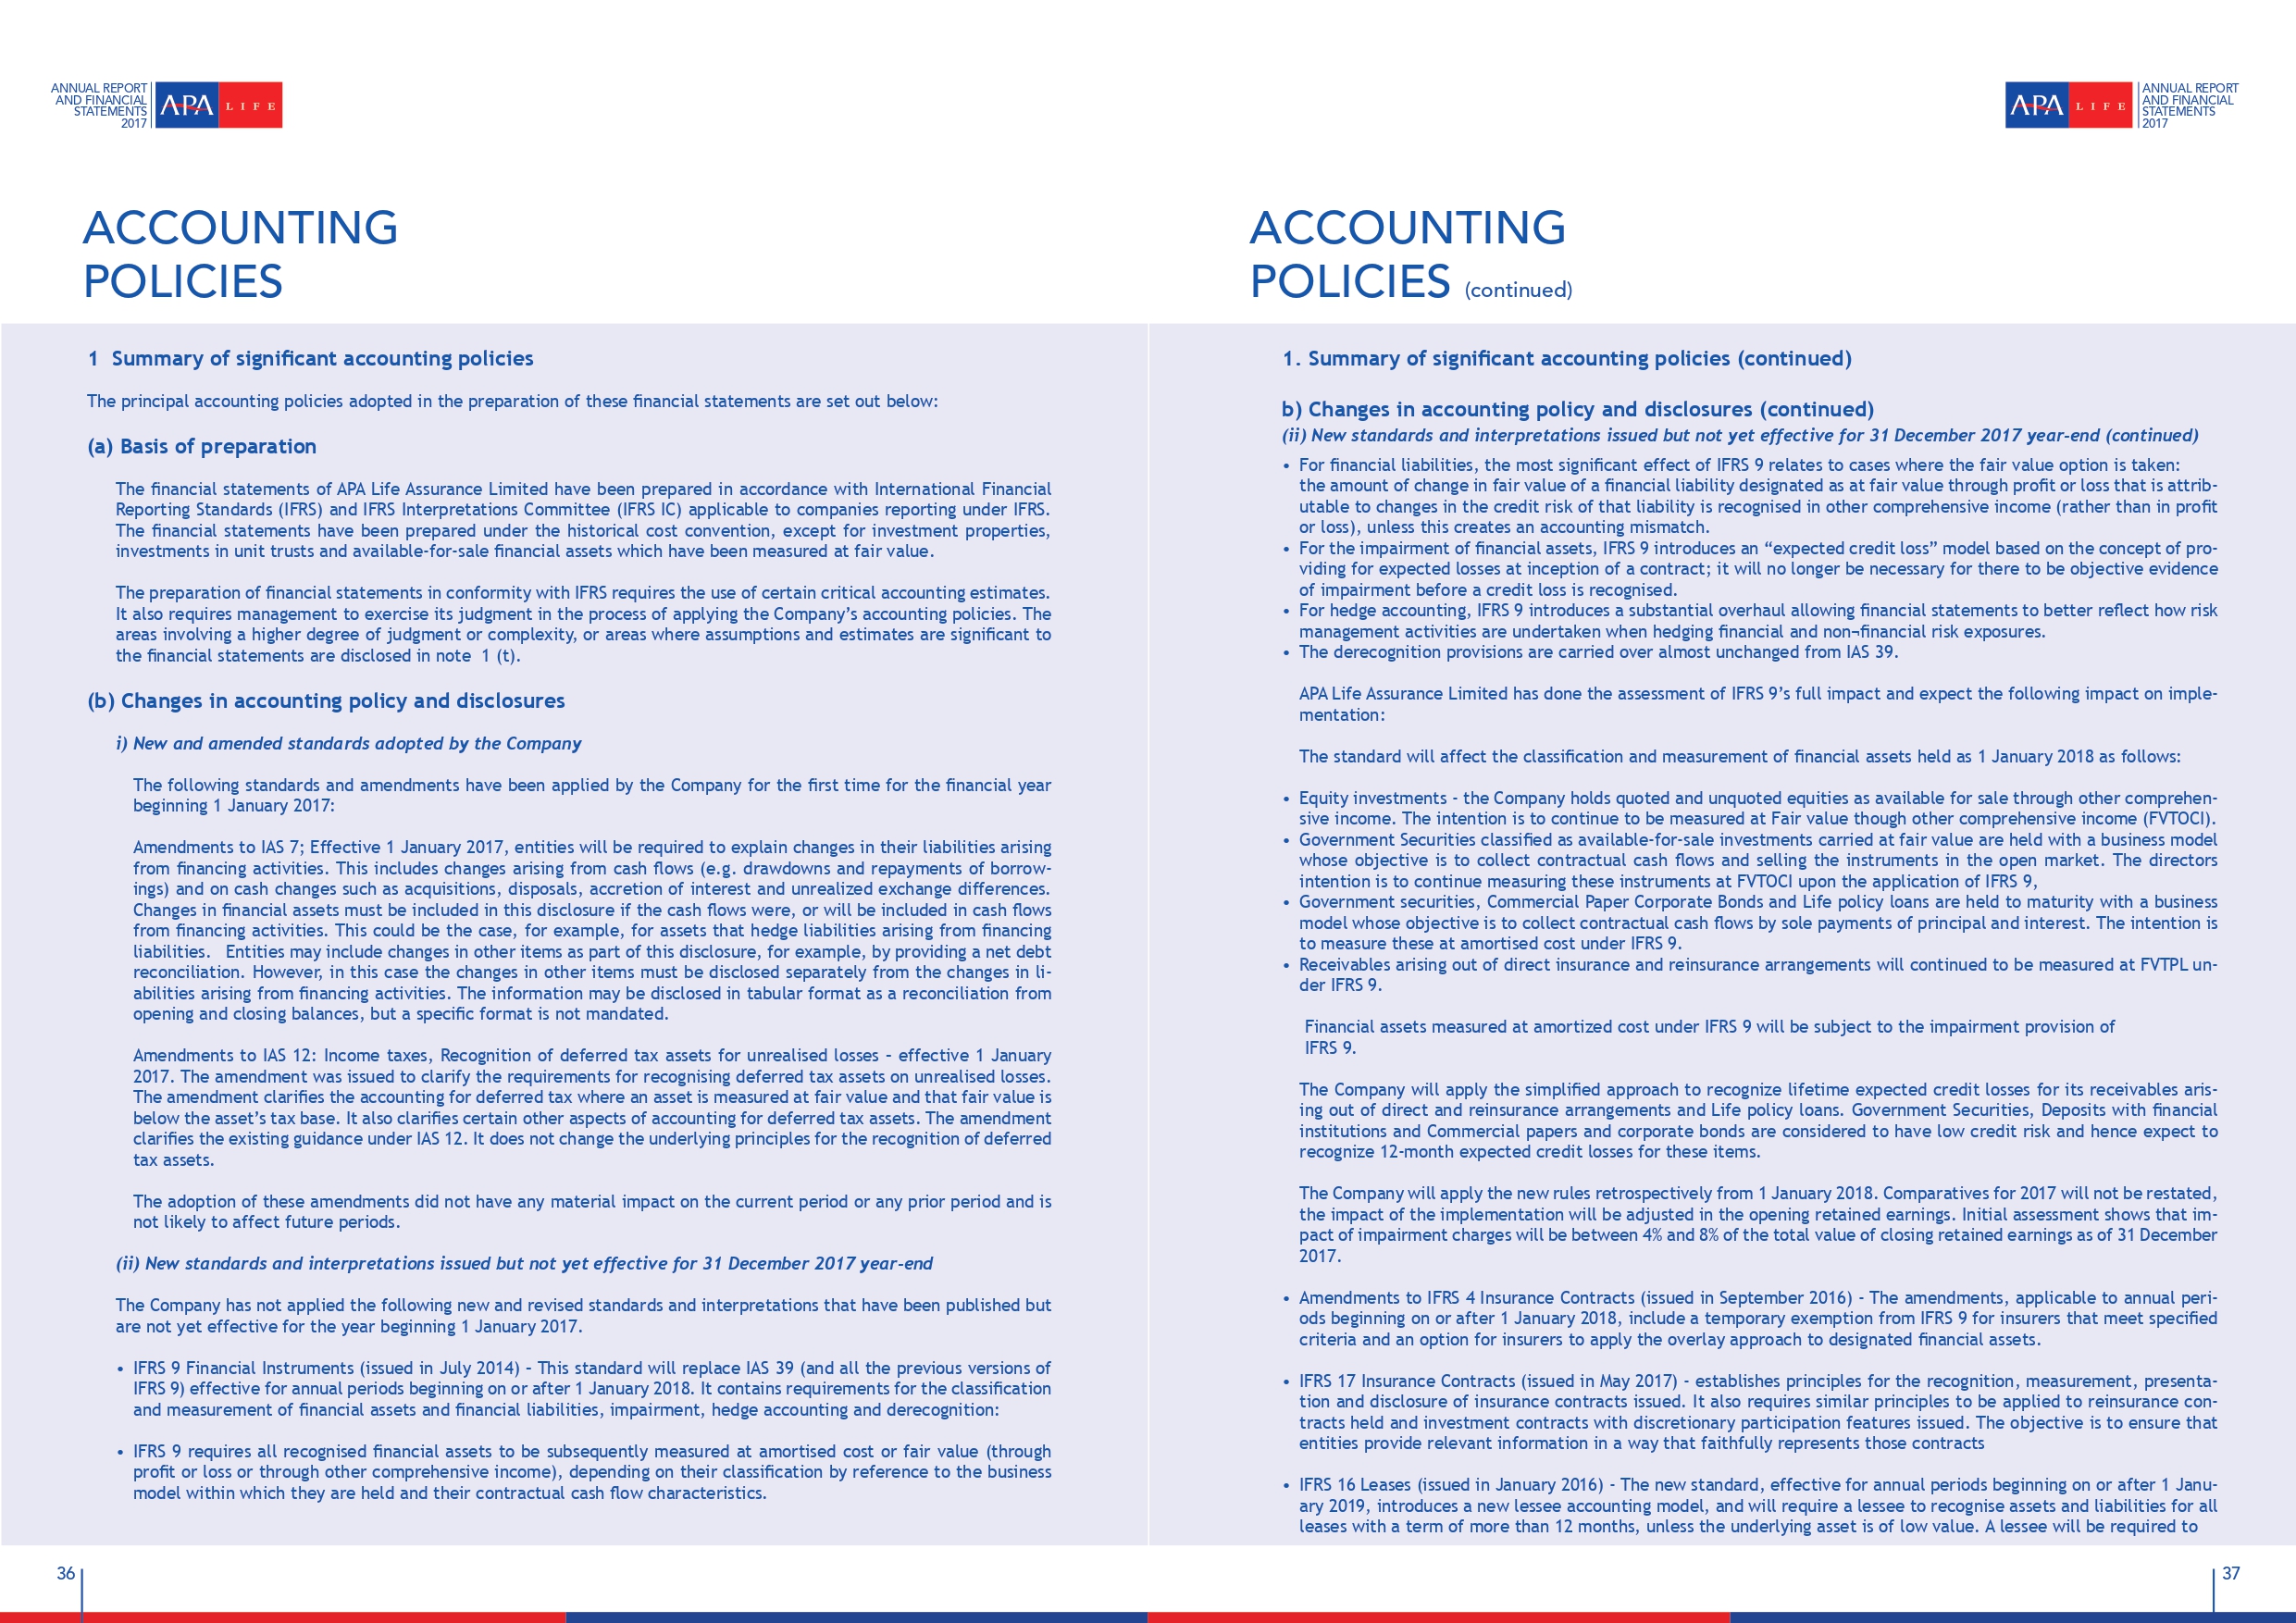 ANNUAL REPORT
AND FINANCIAL
STATEMENTS
2017
APA LIFE
ACCOUNTING
POLICIES
1 Summary of significant accounting policies
The principal accounting policies adopted in the preparation of these financial statements are set out below:
(a) Basis of preparation
The financial statements of APA Life Assurance Limited have been prepared in accordance with International Financial
Reporting Standards (IFRS) and IFRS Interpretations Committee (IFRS IC) applicable to companies reporting under IFRS.
The financial statements have been prepared under the historical cost convention, except for investment properties,
investments in unit trusts and available-for-sale financial assets which have been measured at fair value.
The preparation of financial statements in conformity with IFRS requires the use of certain critical accounting estimates.
It also requires management to exercise its judgment in the process of applying the Company's accounting policies. The
areas involving a higher degree of judgment or complexity, or areas where assumptions and estimates are significant to
the financial statements are disclosed in note 1 (t).
(b) Changes in accounting policy and disclosures
i) New and amended standards adopted by the Company
The following standards and amendments have been applied by the Company for the first time for the financial year
beginning 1 January 2017:
Amendments to IAS 7; Effective 1 January 2017, entities will be required to explain changes in their liabilities arising
from financing activities. This includes changes arising from cash flows (e.g. drawdowns and repayments of borrow-
ings) and on cash changes such as acquisitions, disposals, accretion of interest and unrealized exchange differences.
Changes in financial assets must be included in this disclosure if the cash flows were, or will be included in cash flows
from financing activities. This could be the case, for example, for assets that hedge liabilities arising from financing
liabilities. Entities may include changes in other items as part of this disclosure, for example, by providing a net debt
reconciliation. However, in this case the changes in other items must be disclosed separately from the changes in li-
abilities arising from financing activities. The information may be disclosed in tabular format as a reconciliation from
opening and closing balances, but a specific format is not mandated.
Amendments to IAS 12: Income taxes, Recognition of deferred tax assets for unrealised losses – effective 1 January
2017. The amendment was issued to clarify the requirements for recognising deferred tax assets on unrealised losses.
The amendment clarifies the accounting for deferred tax where an asset is measured at fair value and that fair value is
below the asset's tax base. It also clarifies certain other aspects of accounting for deferred tax assets. The amendment
clarifies the existing guidance under IAS 12. It does not change the underlying principles for the recognition of deferred
tax assets.
The adoption of these amendments did not have any material impact on the current period or any prior period and is
not likely to affect future periods.
(ii) New standards and interpretations issued but not yet effective for 31 December 2017 year-end
The Company has not applied the following new and revised standards and interpretations that have been published but
are not yet effective for the year beginning 1 January 2017.
• IFRS 9 Financial Instruments (issued in July 2014) – This standard will replace IAS 39 (and all the previous versions of
IFRS 9) effective for annual periods beginning on or after 1 January 2018. It contains requirements for the classification
and measurement of financial assets and financial liabilities, impairment, hedge accounting and derecognition:
• IFRS 9 requires all recognised financial assets to be subsequently measured at amortised cost or fair value (through
profit or loss or through other comprehensive income), depending on their classification by reference to the business
model within which they are held and their contractual cash flow characteristics.
36
APA LIFE
ANNUAL REPORT
AND FINANCIAL
STATEMENTS
2017
ACCOUNTING
POLICIES (continued)
1. Summary of significant accounting policies (continued)
b) Changes in accounting policy and disclosures (continued)
(ii) New standards and interpretations issued but not yet effective for 31 December 2017 year-end (continued)
• For financial liabilities, the most significant effect of IFRS 9 relates to cases where the fair value option is taken:
the amount of change in fair value of a financial liability designated as at fair value through profit or loss that is attrib-
utable to changes in the credit risk of that liability is recognised in other comprehensive income (rather than in profit
or loss), unless this creates an accounting mismatch.
• For the impairment of financial assets, IFRS 9 introduces an “expected credit loss” model based on the concept of pro-
viding for expected losses at inception of a contract; it will no longer be necessary for there to be objective evidence
of impairment before a credit loss is recognised.
• For hedge accounting, IFRS 9 introduces a substantial overhaul allowing financial statements to better reflect how risk
management activities are undertaken when hedging financial and non¬financial risk exposures.
• The derecognition provisions are carried over almost unchanged from IAS 39.
APA Life Assurance Limited has done the assessment of IFRS 9's full impact and expect the following impact on imple-
mentation:
The standard will affect the classification and measurement of financial assets held as 1 January 2018 as follows:
• Equity investments - the Company holds quoted and unquoted equities as available for sale through other comprehen-
sive income. The intention is to continue to be measured at Fair value though other comprehensive income (FVTOCI).
• Government Securities classified as available-for-sale investments carried at fair value are held with a business model
whose objective is to collect contractual cash flows and selling the instruments in the open market. The directors
intention is to continue measuring these instruments at FVTOCI upon the application of IFRS 9,
• Government securities, Commercial Paper Corporate Bonds and Life policy loans are held to maturity with a business
model whose objective is to collect contractual cash flows by sole payments of principal and interest. The intention is
to measure these at amortised cost under IFRS 9.
• Receivables arising out of direct insurance and reinsurance arrangements will continued to be measured at FVTPL un-
der IFRS 9.
Financial assets measured at amortized cost under IFRS 9 will be subject to the impairment provision of
IFRS 9.
The Company will apply the simplified approach to recognize lifetime expected credit losses for its receivables aris-
ing out of direct and reinsurance arrangements and Life policy loans. Government Securities, Deposits with financial
institutions and Commercial papers and corporate bonds are considered to have low credit risk and hence expect to
recognize 12-month expected credit losses for these items.
The Company will apply the new rules retrospectively from 1 January 2018. Comparatives for 2017 will not be restated,
the impact of the implementation will be adjusted in the opening retained earnings. Initial assessment shows that im-
pact of impairment charges will be between 4% and 8% of the total value of closing retained earnings as of 31 December
2017.
• Amendments to IFRS 4 Insurance Contracts (issued in September 2016) - The amendments, applicable to annual peri-
ods beginning on or after 1 January 2018, include a temporary exemption from IFRS 9 for insurers that meet specified
criteria and an option for insurers to apply the overlay approach to designated financial assets.
• IFRS 17 Insurance Contracts (issued in May 2017) - establishes principles for the recognition, measurement, presenta-
tion and disclosure of insurance contracts issued. It also requires similar principles to be applied to reinsurance con-
tracts held and investment contracts with discretionary participation features issued. The objective is to ensure that
entities provide relevant information in a way that faithfully represents those contracts
• IFRS 16 Leases (issued in January 2016) - The new standard, effective for annual periods beginning on or after 1 Janu-
ary 2019, introduces a new lessee accounting model, and will require a lessee to recognise assets and liabilities for all
leases with a term of more than 12 months, unless the underlying asset is of low value. A lessee will be required to
37